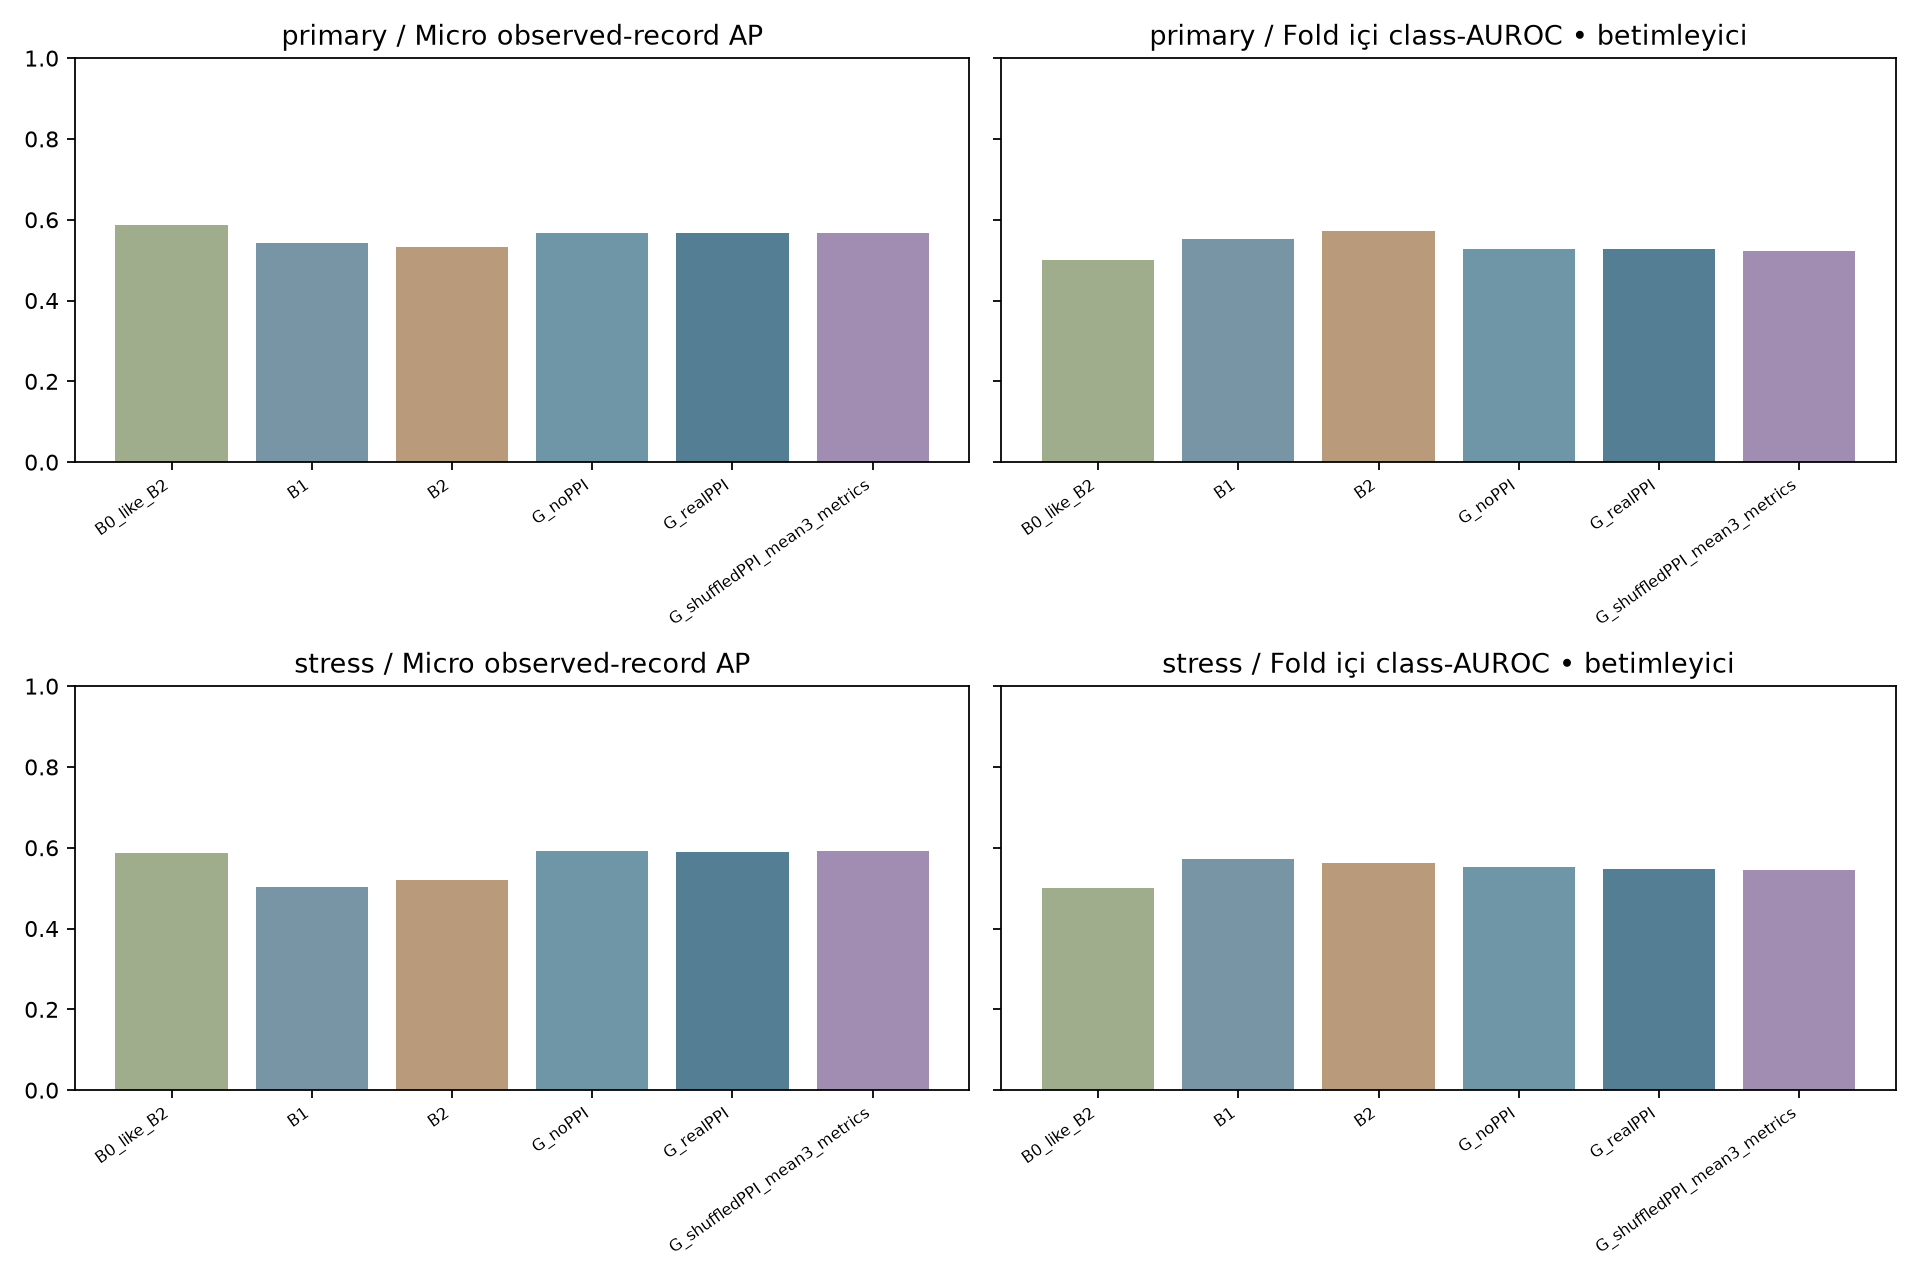 primary / Micro observed-record AP
primary / Fold içi class-AUROC • betimleyici
1.0
0.8
0.6
0.4
0.2
0.0
B0_like_B2
B1
B2
G_noPPI
G_realPPI
G_shuffledPPI_mean3_metrics
B0_like_B2
B1
B2
G_noPPI
G_realPPI
G_shuffledPPI_mean3_metrics
stress / Micro observed-record AP
stress / Fold içi class-AUROC • betimleyici
1.0
0.8
0.6
0.4
0.2
0.0
B0_like_B2
B1
B2
G_noPPI
G_realPPI
G_shuffledPPI_mean3_metrics
B0_like_B2
B1
B2
G_noPPI
G_realPPI
G_shuffledPPI_mean3_metrics